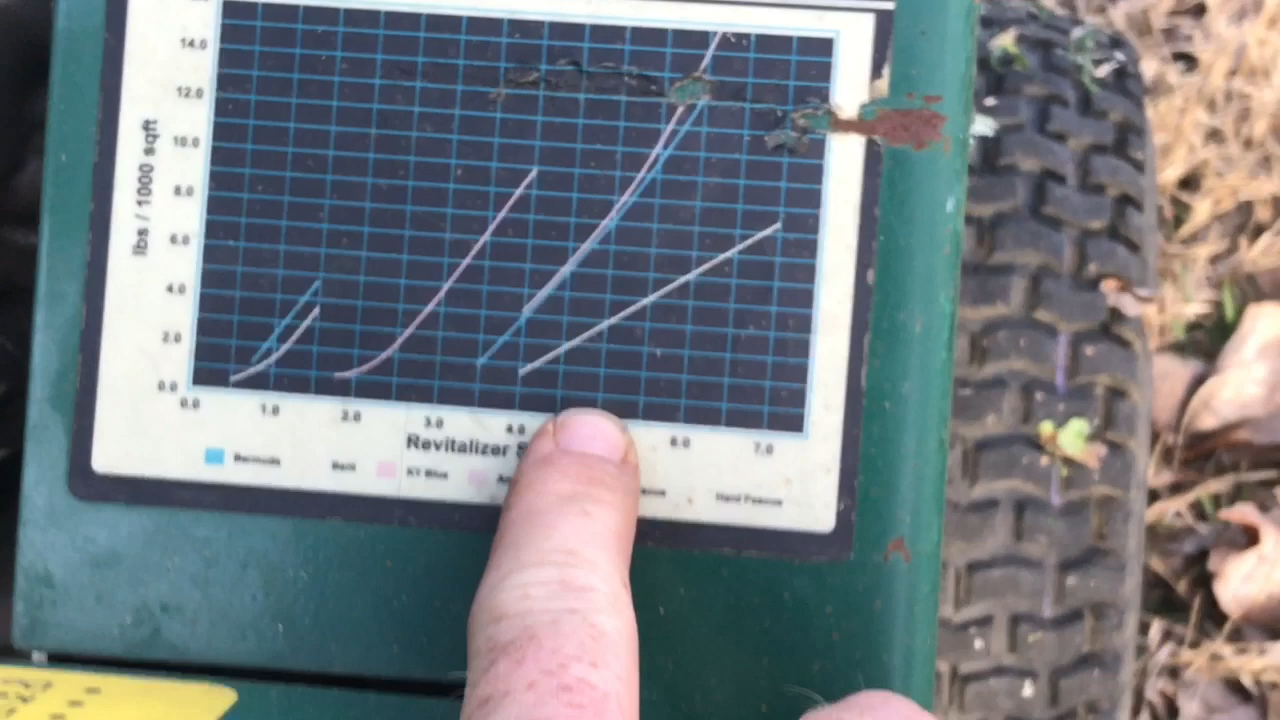 14.0
12.0
10.0
8.0
6.0
4.0
2.0
0.0
lbs / 1000 sqft
0.0 1.0 2.0 3.0 4.0 6.0 7.0
Revitalizer S
Bermuda KY Blue Hard Fescue